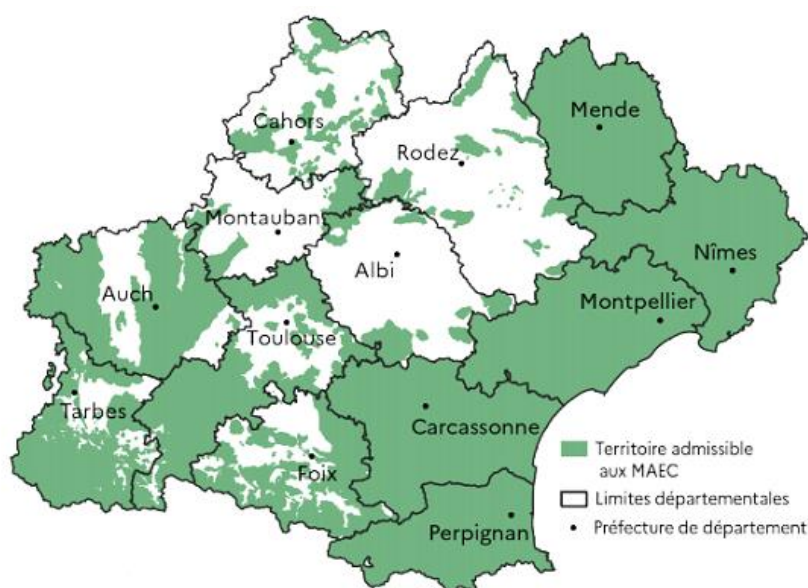 Cahors
Mende
Rodez
Montauban
Nîmes
Albi
Auch
Montpellier
Toulouse
Tarbes
Carcassonne
Foix
Perpignan
Territoire admissible
aux MAEC
Limites départementales
Préfecture de département